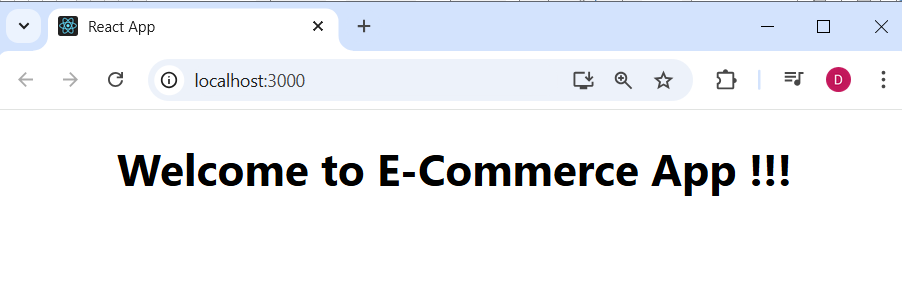 React App
localhost:3000
D
Welcome to E-Commerce App !!!